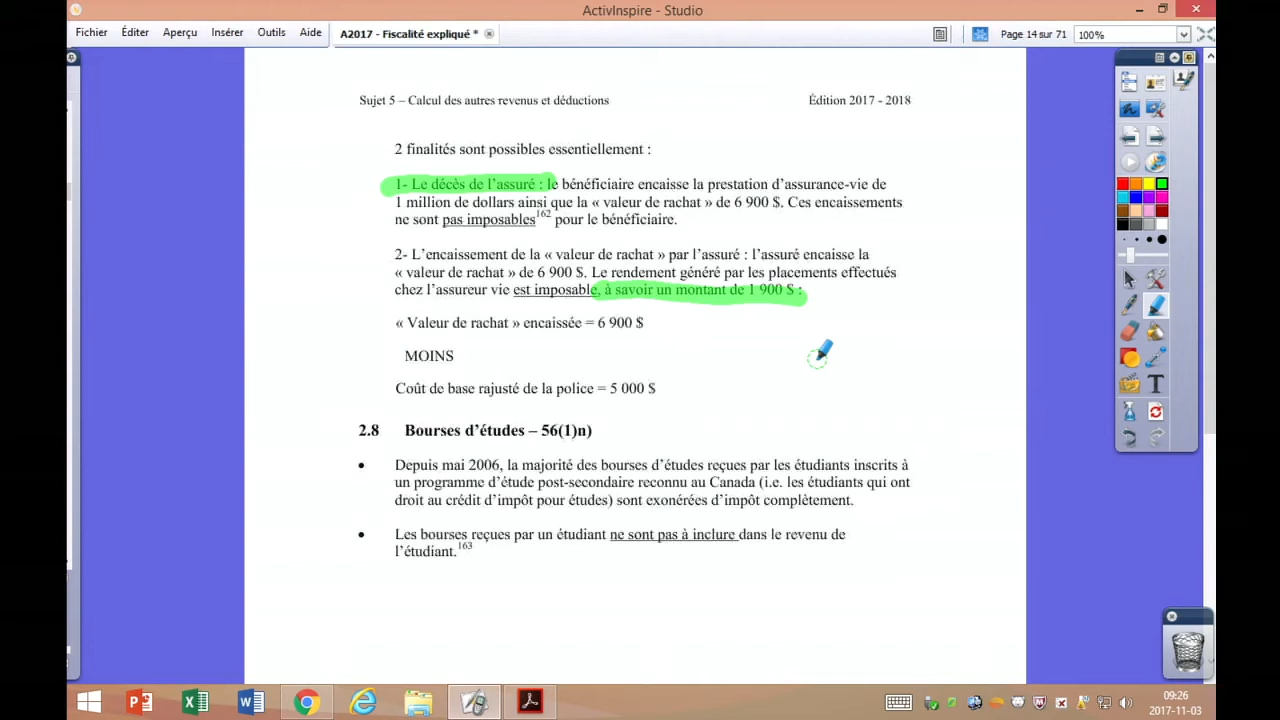 ActivInspire - Studio
Fichier Éditer Aperçu Insérer Outils Aide A2017 - Fiscalité expliqué * Page 14 sur 71 100%
Sujet 5 – Calcul des autres revenus et déductions Édition 2017 - 2018
2 finalités sont possibles essentiellement :
1- Le décès de l’assuré : le bénéficiaire encaisse la prestation d’assurance-vie de
1 million de dollars ainsi que la « valeur de rachat » de 6 900 $. Ces encaissements
ne sont pas imposables162 pour le bénéficiaire.
2- L’encaissement de la « valeur de rachat » par l’assuré : l’assuré encaisse la
« valeur de rachat » de 6 900 $. Le rendement généré par les placements effectués
chez l’assureur vie est imposable, à savoir un montant de 1 900 $ :
« Valeur de rachat » encaissée = 6 900 $
MOINS
Coût de base rajusté de la police = 5 000 $
2.8 Bourses d’études – 56(1)n)
• Depuis mai 2006, la majorité des bourses d’études reçues par les étudiants inscrits à
un programme d’étude post-secondaire reconnu au Canada (i.e. les étudiants qui ont
droit au crédit d’impôt pour études) sont exonérées d’impôt complètement.
• Les bourses reçues par un étudiant ne sont pas à inclure dans le revenu de
l’étudiant.163
09:26
2017-11-03